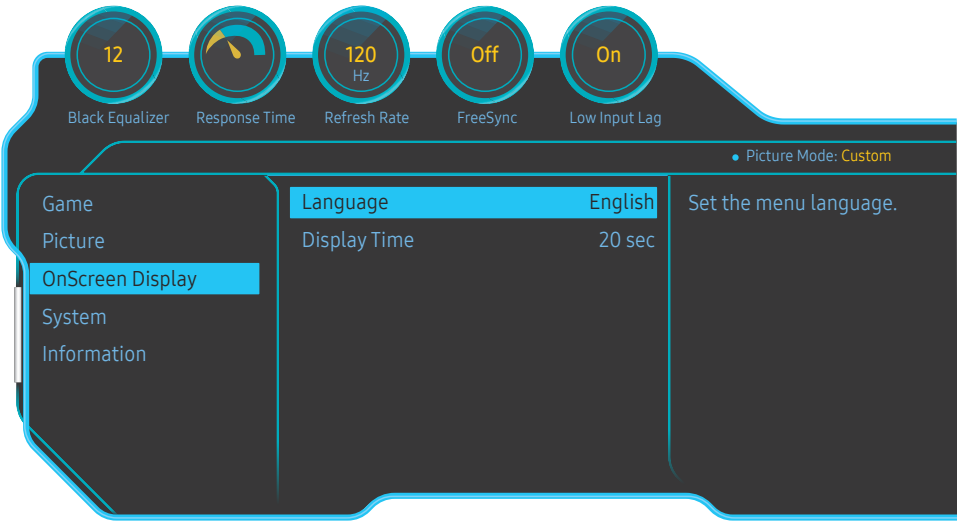 12
120
Hz
Off
On
Black Equalizer
Response Time
Refresh Rate
FreeSync
Low Input Lag
Picture Mode: Custom
Game
Picture
OnScreen Display
System
Information
Language English
Display Time 20 sec
Set the menu language.